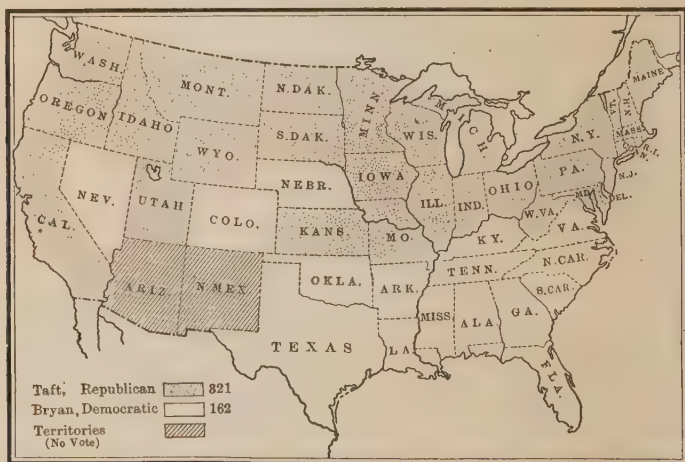 WASH.
MONT.
N.DAK.
MINN
MAINE
OREGON
IDAHO
S.DAK.
WIS.
MICH
VT.
N.H.
N.Y.
MASS.
WYO.
CONN.
R.I.
IOWA
NEBR.
PA.
N.J.
NEV.
UTAH
COLO.
ILL.
IND.
OHIO
MD.
DEL.
CAL.
KANS.
MO.
W.VA.
VA.
KY.
ARIZ.
N.MEX
OKLA.
ARK.
TENN.
N.CAR.
S.CAR.
MISS.
ALA
GA.
TEXAS
LA
FLA.
Taft, Republican 321
Bryan, Democratic 162
Territories
(No Vote)